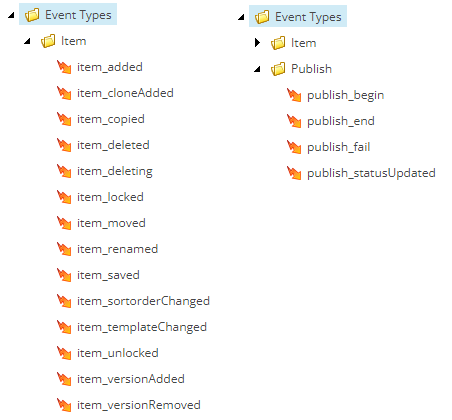 Event Types
Item
item_added
item_cloneAdded
item_copied
item_deleted
item_deleting
item_locked
item_moved
item_renamed
item_saved
item_sortorderChanged
item_templateChanged
item_unlocked
item_versionAdded
item_versionRemoved
Event Types
Item
Publish
publish_begin
publish_end
publish_fail
publish_statusUpdated